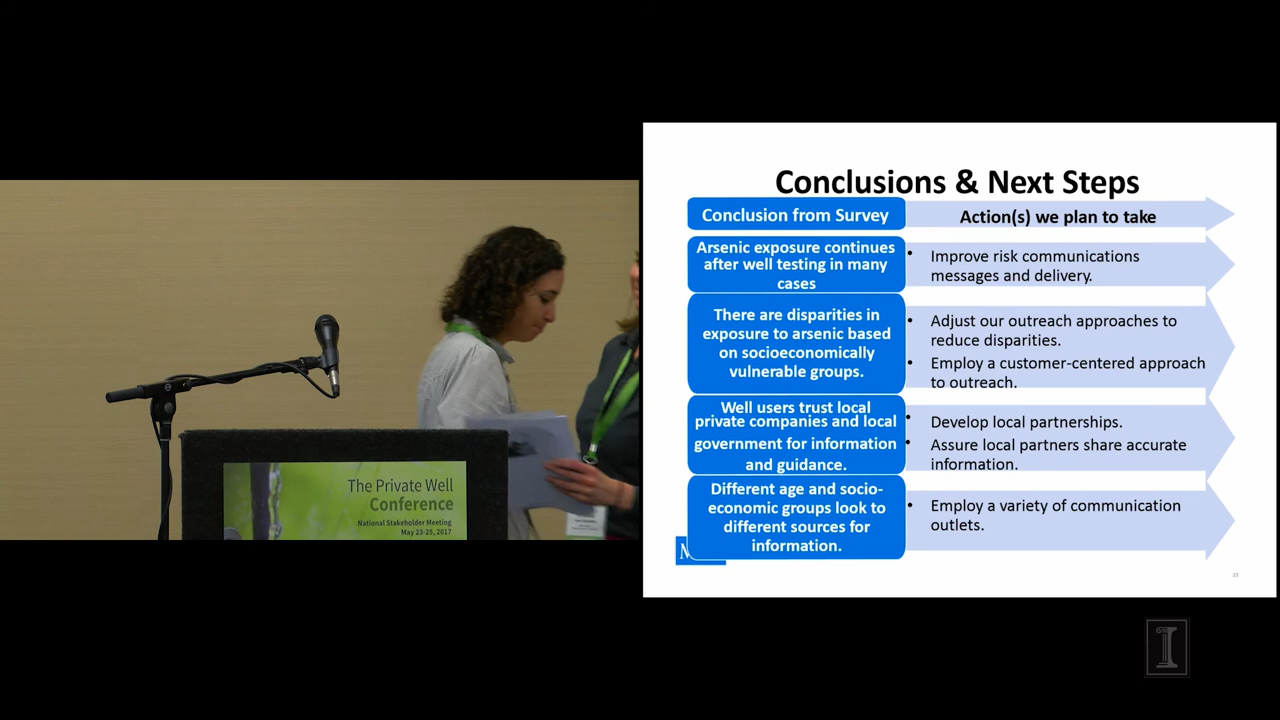 The Private Well
Conference
National Stakeholder Meeting
May 23-25, 2017
Conclusions & Next Steps
Conclusion from Survey
Action(s) we plan to take
Arsenic exposure continues
after well testing in many
cases
• Improve risk communications
messages and delivery.
There are disparities in
exposure to arsenic based
on socioeconomically
vulnerable groups.
• Adjust our outreach approaches to
reduce disparities.
• Employ a customer-centered approach
to outreach.
Well users trust local
private companies and local
government for information
and guidance.
• Develop local partnerships.
• Assure local partners share accurate
information.
Different age and socio-
economic groups look to
different sources for
information.
• Employ a variety of communication
outlets.
23
I